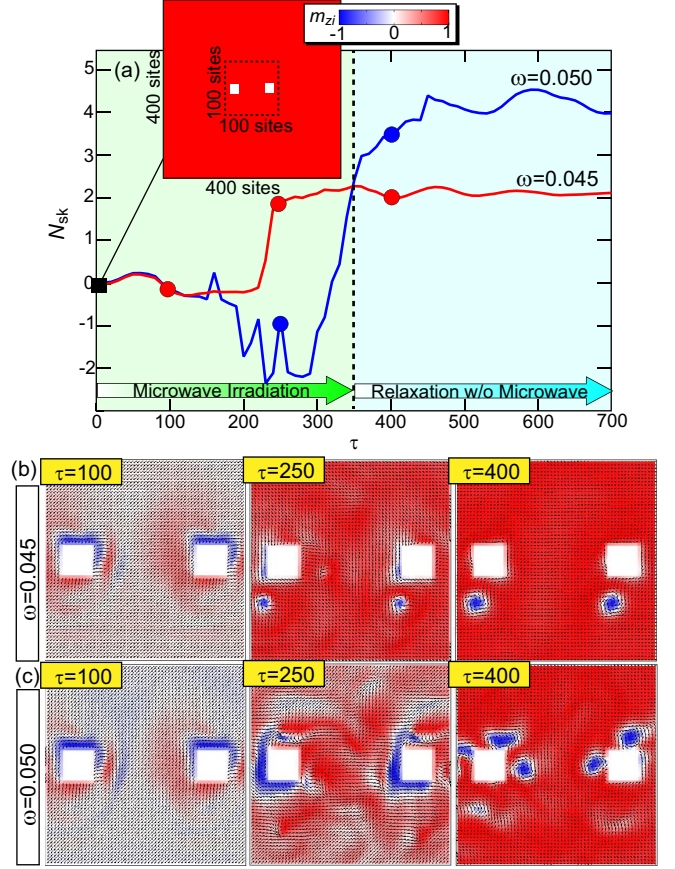 m_zi
-1 0 1
(a)
400 sites
100 sites
100 sites
400 sites
ω=0.050
ω=0.045
N_sk
5
4
3
2
1
0
-1
-2
Microwave Irradiation
Relaxation w/o Microwave
0 100 200 300 400 500 600 700
τ
(b)
ω=0.045
τ=100 τ=250 τ=400
(c)
ω=0.050
τ=100 τ=250 τ=400